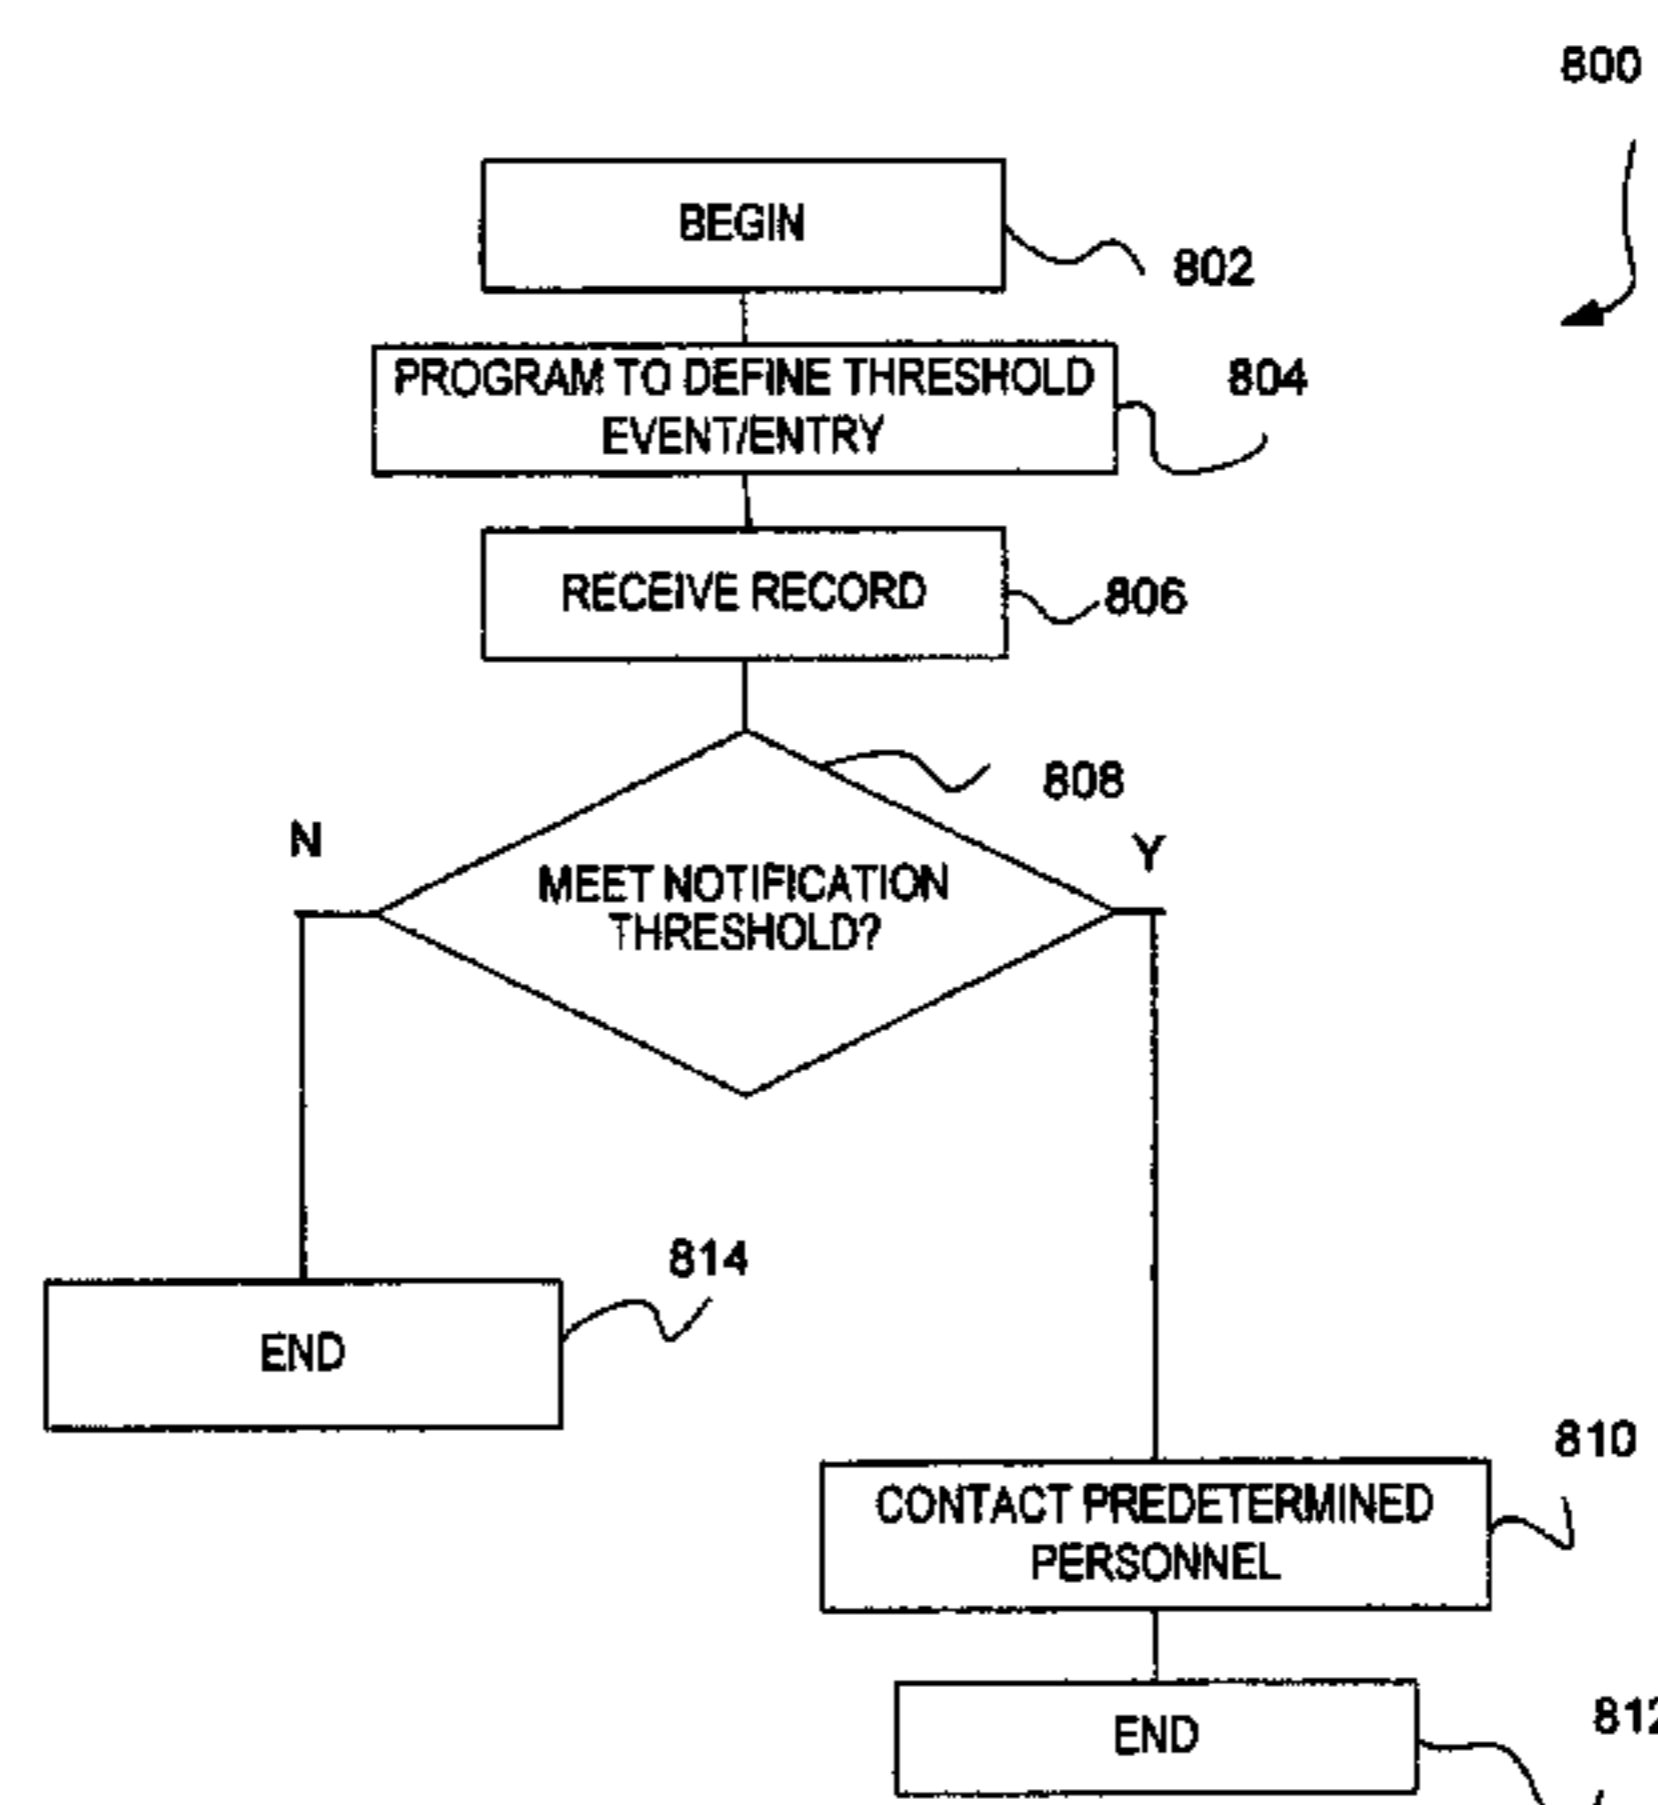 800
BEGIN
802
PROGRAM TO DEFINE THRESHOLD
EVENT/ENTRY
804
RECEIVE RECORD
806
808
N
Y
MEET NOTIFICATION
THRESHOLD?
814
END
810
CONTACT PREDETERMINED
PERSONNEL
END
812